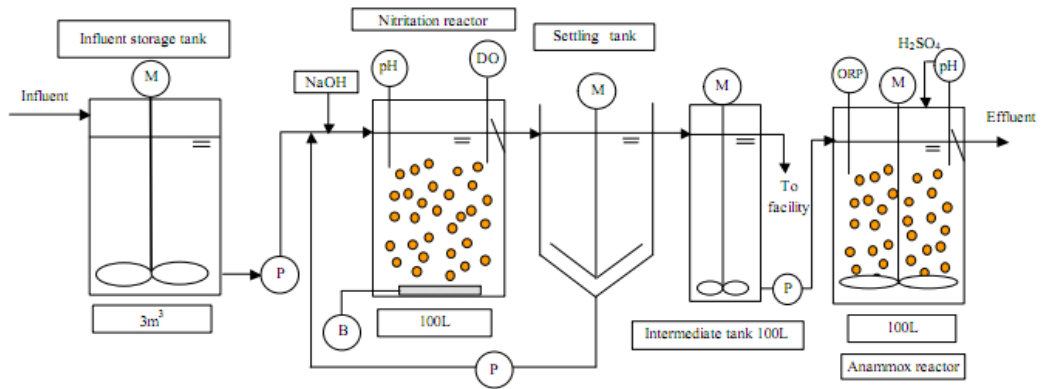 Nitritation reactor
Influent storage tank
Settling tank
H₂SO₄
M
pH
DO
NaOH
ORP
M
pH
M
M
Influent
Effluent
To
facility
P
P
B
P
3m³
100L
Intermediate tank 100L
100L
Anammox reactor